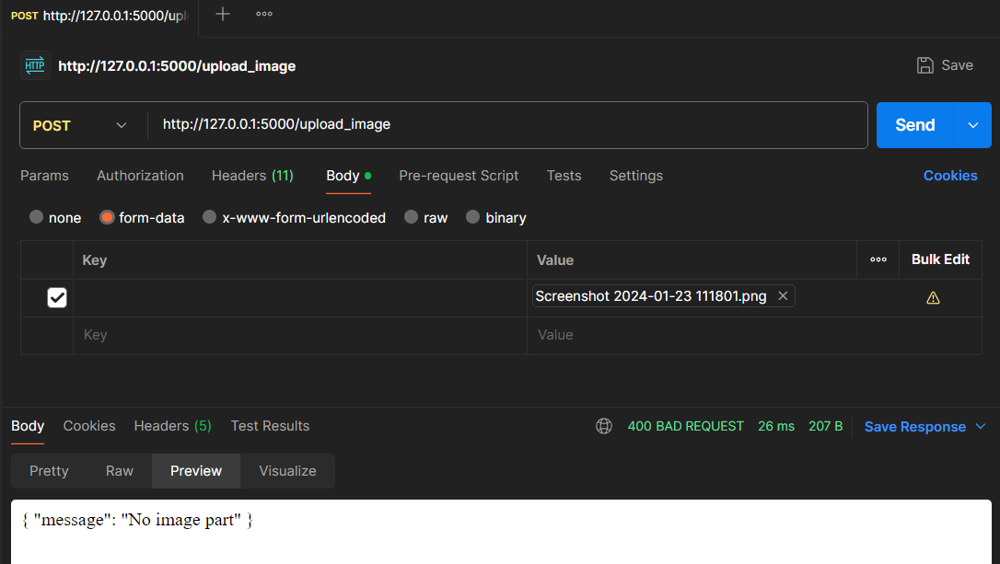 POST http://127.0.0.1:5000/upl
HTTP http://127.0.0.1:5000/upload_image Save
POST http://127.0.0.1:5000/upload_image Send
Params Authorization Headers (11) Body Pre-request Script Tests Settings Cookies
none form-data x-www-form-urlencoded raw binary
Key Value Bulk Edit
Screenshot 2024-01-23 111801.png
Key Value
Body Cookies Headers (5) Test Results 400 BAD REQUEST 26 ms 207 B Save Response
Pretty Raw Preview Visualize
{ "message": "No image part" }